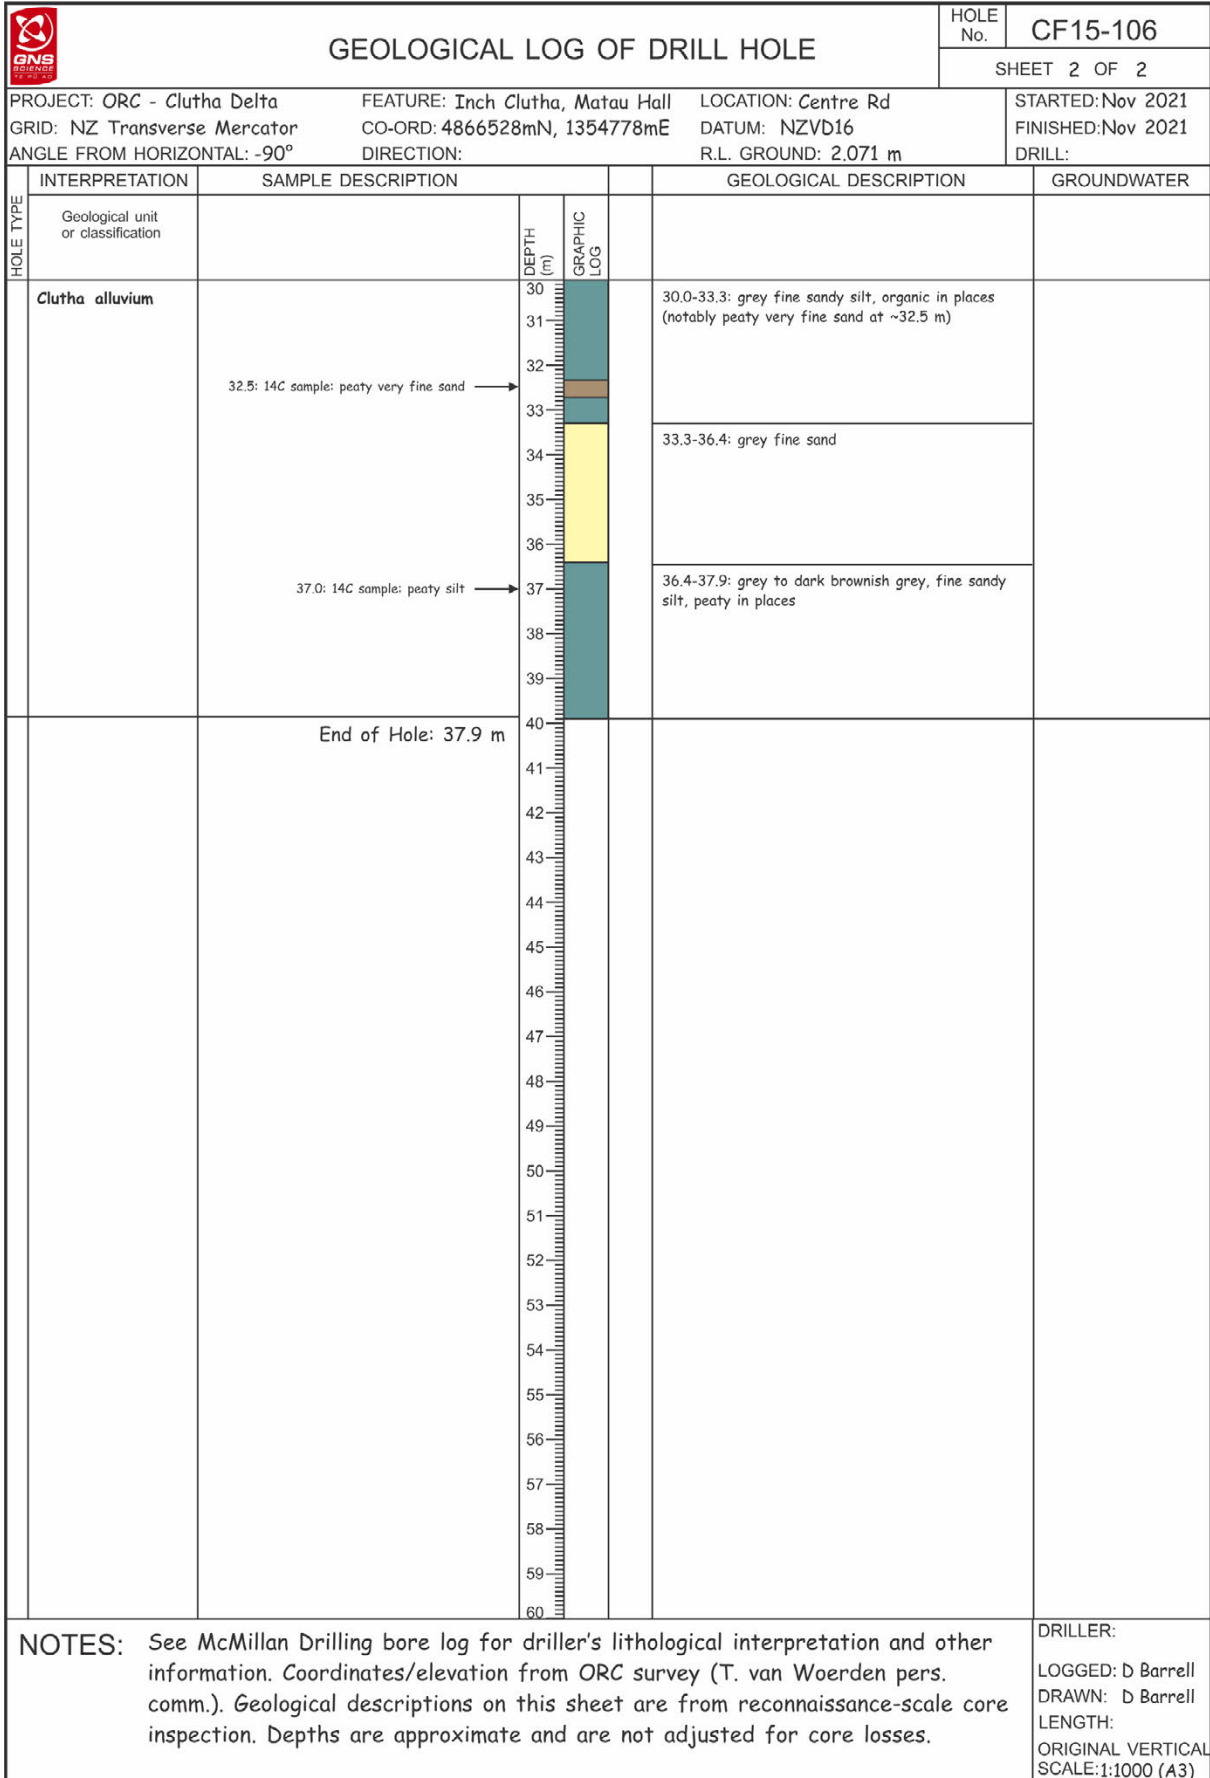 GNS
SCIENCE
TE PŪ AO
GEOLOGICAL LOG OF DRILL HOLE
HOLE No.
CF15-106
SHEET 2 OF 2
PROJECT: ORC - Clutha Delta
FEATURE: Inch Clutha, Matau Hall
LOCATION: Centre Rd
STARTED: Nov 2021
GRID: NZ Transverse Mercator
CO-ORD: 4866528mN, 1354778mE
DATUM: NZVD16
FINISHED: Nov 2021
ANGLE FROM HORIZONTAL: -90°
DIRECTION:
R.L. GROUND: 2.071 m
DRILL:
HOLE TYPE
INTERPRETATION
SAMPLE DESCRIPTION
GEOLOGICAL DESCRIPTION
GROUNDWATER
Geological unit
or classification
DEPTH
(m)
GRAPHIC
LOG
Clutha alluvium
30
30.0-33.3: grey fine sandy silt, organic in places
(notably peaty very fine sand at ~32.5 m)
31
32
32.5: 14C sample: peaty very fine sand
33
33.3-36.4: grey fine sand
34
35
36
36.4-37.9: grey to dark brownish grey, fine sandy
silt, peaty in places
37.0: 14C sample: peaty silt
37
38
39
40
End of Hole: 37.9 m
41
42
43
44
45
46
47
48
49
50
51
52
53
54
55
56
57
58
59
60
NOTES:
See McMillan Drilling bore log for driller's lithological interpretation and other
information. Coordinates/elevation from ORC survey (T. van Woerden pers.
comm.). Geological descriptions on this sheet are from reconnaissance-scale core
inspection. Depths are approximate and are not adjusted for core losses.
DRILLER:
LOGGED: D Barrell
DRAWN: D Barrell
LENGTH:
ORIGINAL VERTICAL
SCALE:1:1000 (A3)